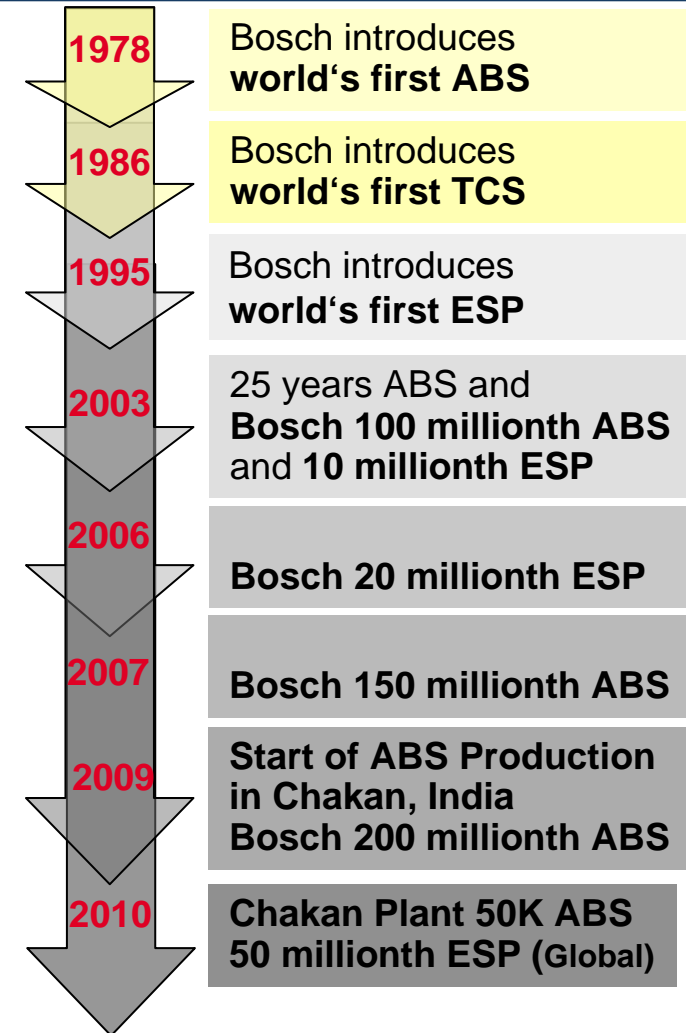 1978
Bosch introduces
world‘s first ABS
1986
Bosch introduces
world‘s first TCS
1995
Bosch introduces
world‘s first ESP
2003
25 years ABS and
Bosch 100 millionth ABS
and 10 millionth ESP
2006
Bosch 20 millionth ESP
2007
Bosch 150 millionth ABS
2009
Start of ABS Production
in Chakan, India
Bosch 200 millionth ABS
2010
Chakan Plant 50K ABS
50 millionth ESP (Global)